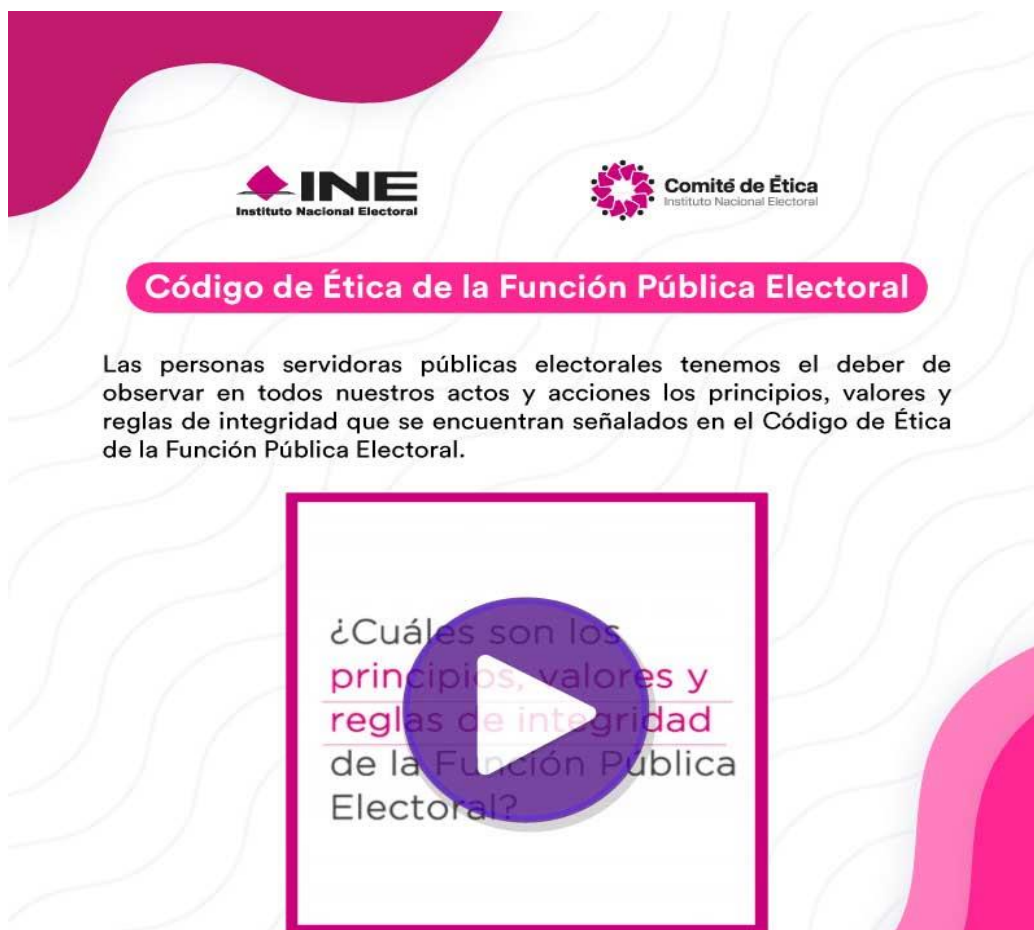 INE
Instituto Nacional Electoral
Comité de Ética
Instituto Nacional Electoral
Código de Ética de la Función Pública Electoral
Las personas servidoras públicas electorales tenemos el deber de
observar en todos nuestros actos y acciones los principios, valores y
reglas de integridad que se encuentran señalados en el Código de Ética
de la Función Pública Electoral.
¿Cuáles son los
principios, valores y
reglas de integridad
de la Función Pública
Electoral?